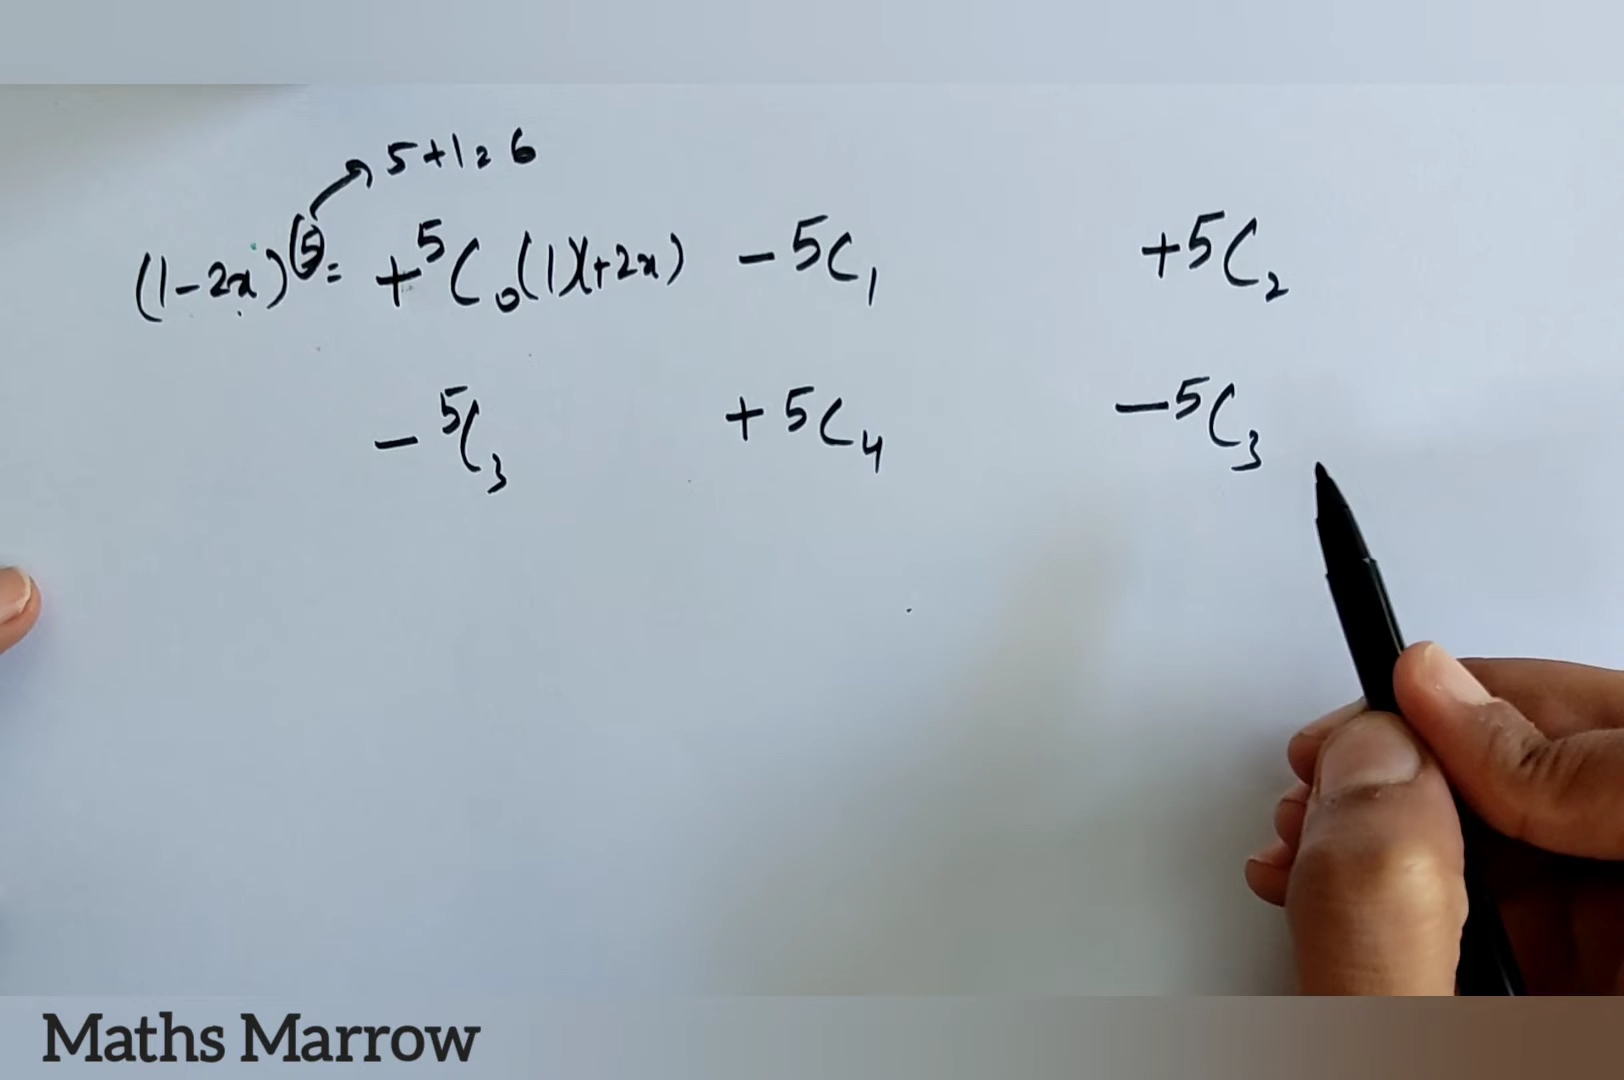 5+1=6
(1-2x)⁵= +⁵C₀(1)(+2x) -5C₁ +5C₂
-⁵C₃ +5C₄ -⁵C₃
Maths Marrow